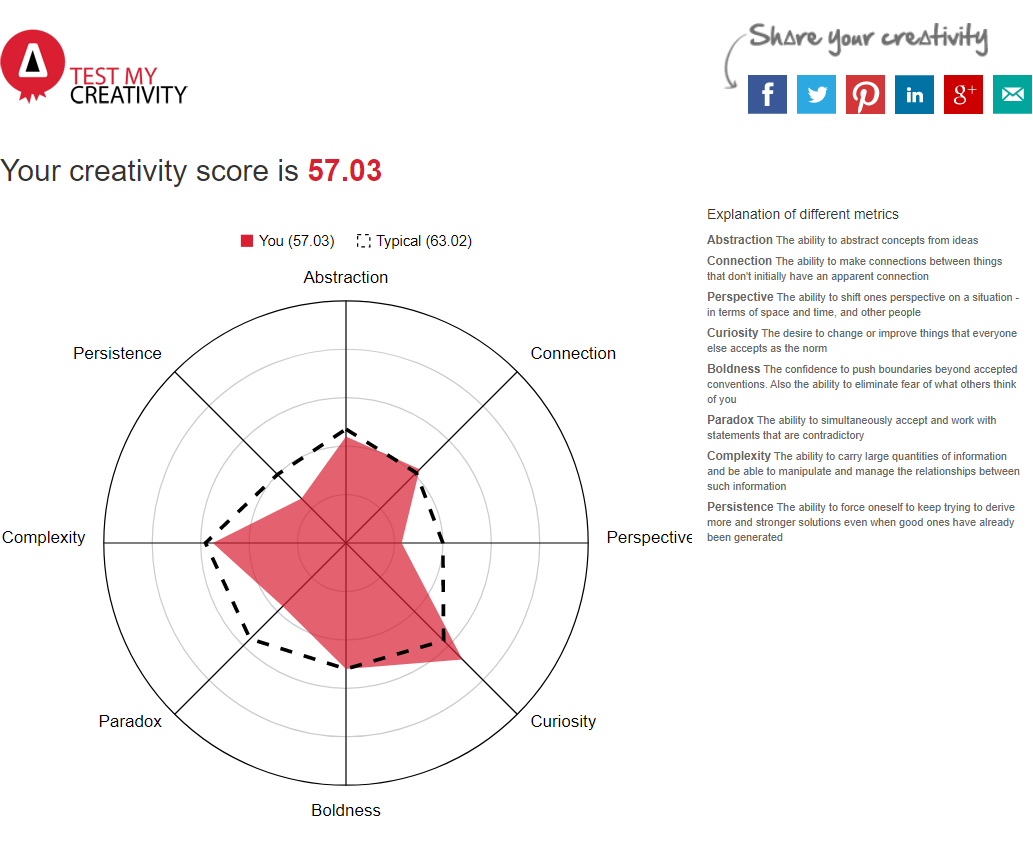 Share your creativity
TEST MY
CREATIVITY
f
in
g+
Your creativity score is 57.03
You (57.03)
Typical (63.02)
Abstraction
Connection
Perspective
Curiosity
Boldness
Paradox
Complexity
Persistence
Explanation of different metrics
Abstraction The ability to abstract concepts from ideas
Connection The ability to make connections between things
that don't initially have an apparent connection
Perspective The ability to shift ones perspective on a situation -
in terms of space and time, and other people
Curiosity The desire to change or improve things that everyone
else accepts as the norm
Boldness The confidence to push boundaries beyond accepted
conventions. Also the ability to eliminate fear of what others think
of you
Paradox The ability to simultaneously accept and work with
statements that are contradictory
Complexity The ability to carry large quantities of information
and be able to manipulate and manage the relationships between
such information
Persistence The ability to force oneself to keep trying to derive
more and stronger solutions even when good ones have already
been generated